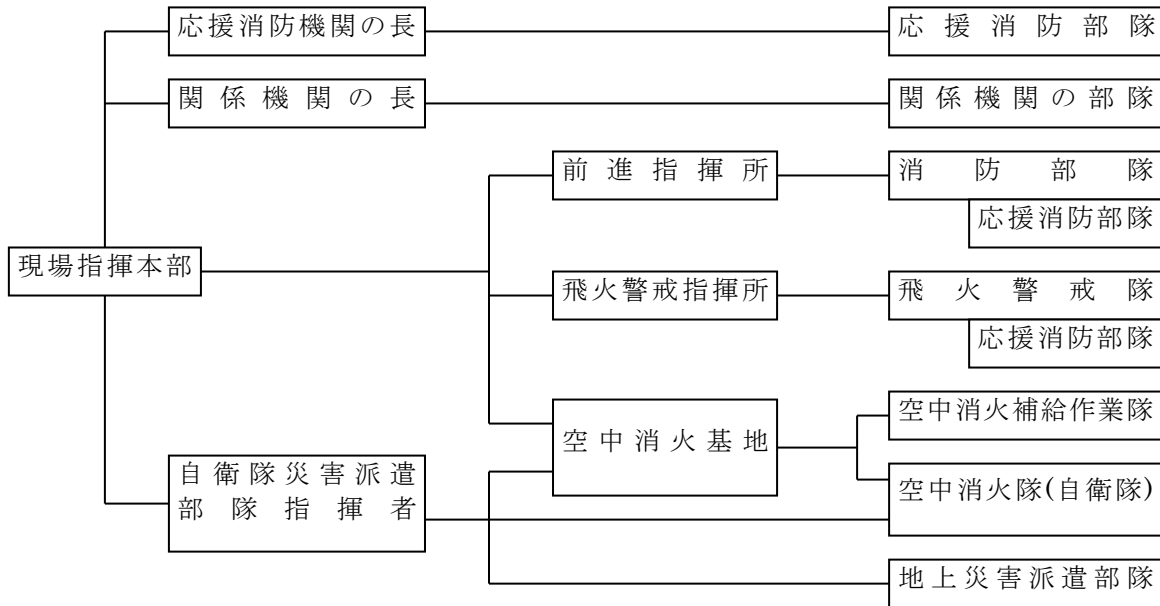 応援消防機関の長
応援消防部隊
関係機関の長
関係機関の部隊
前進指揮所
消防部隊
応援消防部隊
現場指揮本部
飛火警戒指揮所
飛火警戒隊
応援消防部隊
空中消火基地
空中消火補給作業隊
自衛隊災害派遣
部隊指揮者
空中消火隊(自衛隊)
地上災害派遣部隊